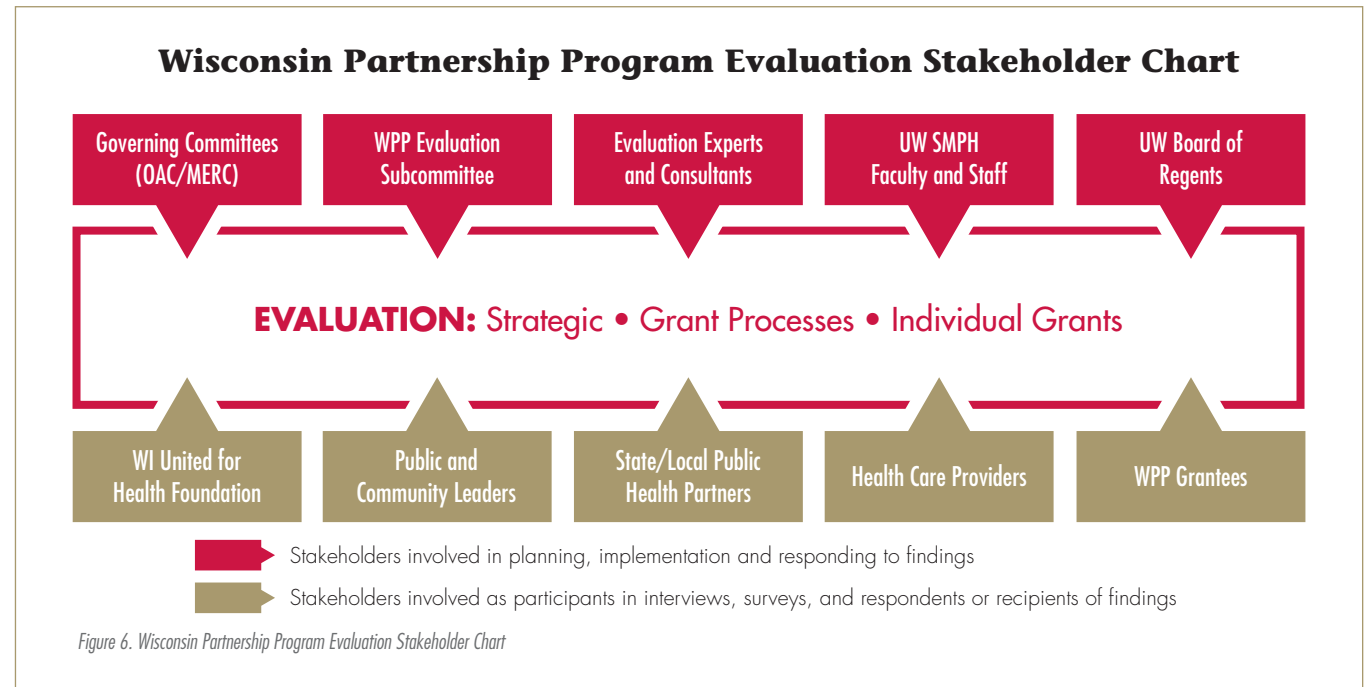 Wisconsin Partnership Program Evaluation Stakeholder Chart
Governing Committees
(OAC/MERC)
WPP Evaluation
Subcommittee
Evaluation Experts
and Consultants
UW SMPH
Faculty and Staff
UW Board of
Regents
EVALUATION: Strategic • Grant Processes • Individual Grants
WI United for
Health Foundation
Public and
Community Leaders
State/Local Public
Health Partners
Health Care Providers
WPP Grantees
Stakeholders involved in planning, implementation and responding to findings
Stakeholders involved as participants in interviews, surveys, and respondents or recipients of findings
Figure 6. Wisconsin Partnership Program Evaluation Stakeholder Chart